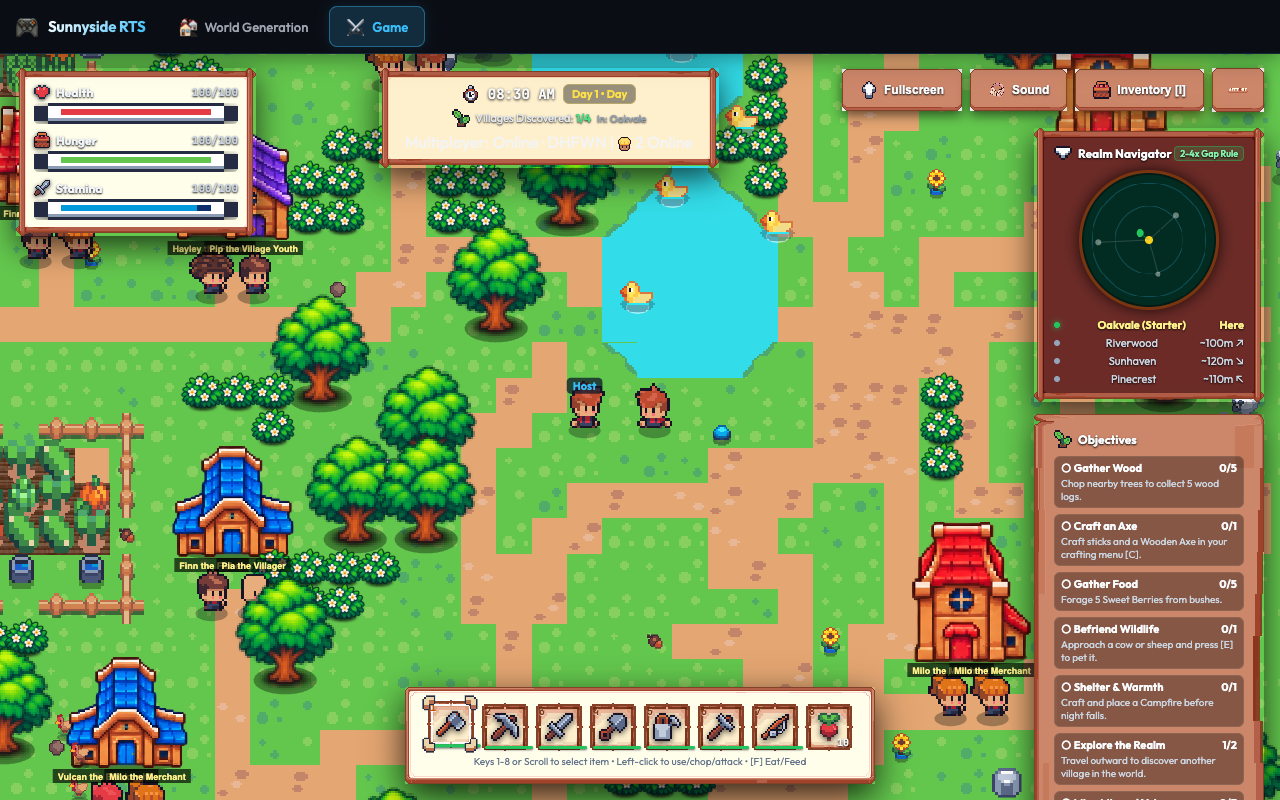 Sunnyside RTS
World Generation
Game
Health 100/100
Hunger 100/100
Stamina 100/100
08:30 AM Day 1 • Day
Villages Discovered: 1/4 In: Oakvale
Multiplayer: Online
2 Online
Fullscreen
Sound
Inventory [I]
Realm Navigator 2-4x Gap Rule
Oakvale (Starter) Here
Riverwood ~100m ↗
Sunhaven ~120m ↘
Pinecrest ~110m ↖
Objectives
Gather Wood 0/5
Chop nearby trees to collect 5 wood
logs.
Craft an Axe 0/1
Craft sticks and a Wooden Axe in your
crafting menu [C].
Gather Food 0/5
Forage 5 Sweet Berries from bushes.
Befriend Wildlife 0/1
Approach a cow or sheep and press [E]
to pet it.
Shelter & Warmth 0/1
Craft and place a Campfire before
night falls.
Explore the Realm 1/2
Travel outward to discover another
village in the world.
Finn
Hayley Pip the Village Youth
Host
Finn the Pia the Villager
Milo the Milo the Merchant
Vulcan the Milo the Merchant
10
Keys 1-8 or Scroll to select item • Left-click to use/chop/attack • [F] Eat/Feed